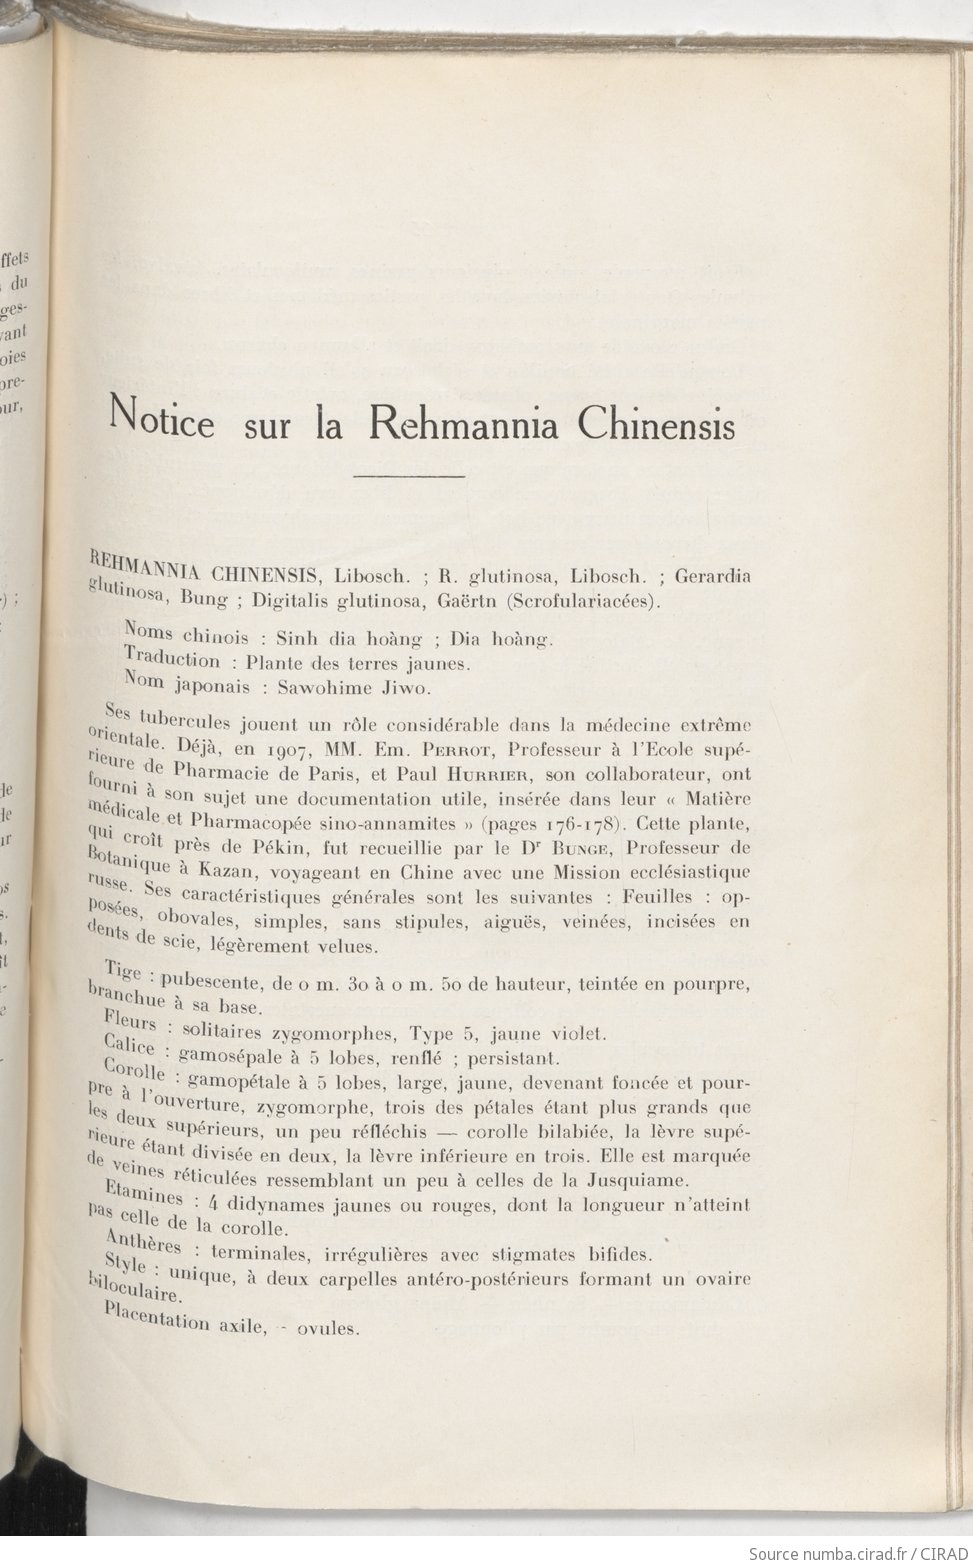 ffets
du
ges-
vant
oies
pre-
our,
Notice sur la Rehmannia Chinensis
REHMANNIA CHINENSIS, Libosch. ; R. glutinosa, Libosch. ; Gerardia
glutinosa, Bung ; Digitalis glutinosa, Gaërtn (Scrofulariacées).
Noms chinois : Sinh dia hoàng ; Dia hoàng.
Traduction : Plante des terres jaunes.
Nom japonais : Sawohime Jiwo.
Ses tubercules jouent un rôle considérable dans la médecine extrême
orientale. Déjà, en 1907, MM. Em. PERROT, Professeur à l'Ecole supé-
rieure de Pharmacie de Paris, et Paul HURRIER, son collaborateur, ont
fourni à son sujet une documentation utile, insérée dans leur « Matière
médicale et Pharmacopée sino-annamites » (pages 176-178). Cette plante,
qui croît près de Pékin, fut recueillie par le Dr BUNGE, Professeur de
Botanique à Kazan, voyageant en Chine avec une Mission ecclésiastique
russe. Ses caractéristiques générales sont les suivantes : Feuilles : op-
posées, obovales, simples, sans stipules, aiguës, veinées, incisées en
dents de scie, légèrement velues.
Tige : pubescente, de 0 m. 30 à 0 m. 50 de hauteur, teintée en pourpre,
branchue à sa base.
Fleurs : solitaires zygomorphes, Type 5, jaune violet.
Calice : gamosépale à 5 lobes, renflé ; persistant.
Corolle : gamopétale à 5 lobes, large, jaune, devenant foncée et pour-
pre à l'ouverture, zygomorphe, trois des pétales étant plus grands que
les deux supérieurs, un peu réfléchis — corolle bilabiée, la lèvre supé-
rieure étant divisée en deux, la lèvre inférieure en trois. Elle est marquée
de veines réticulées ressemblant un peu à celles de la Jusquiame.
Etamines : 4 didynames jaunes ou rouges, dont la longueur n'atteint
pas celle de la corolle.
Anthères : terminales, irrégulières avec stigmates bifides.
Style : unique, à deux carpelles antéro-postérieurs formant un ovaire
biloculaire.
Placentation axile, - ovules.
Source numba.cirad.fr / CIRAD